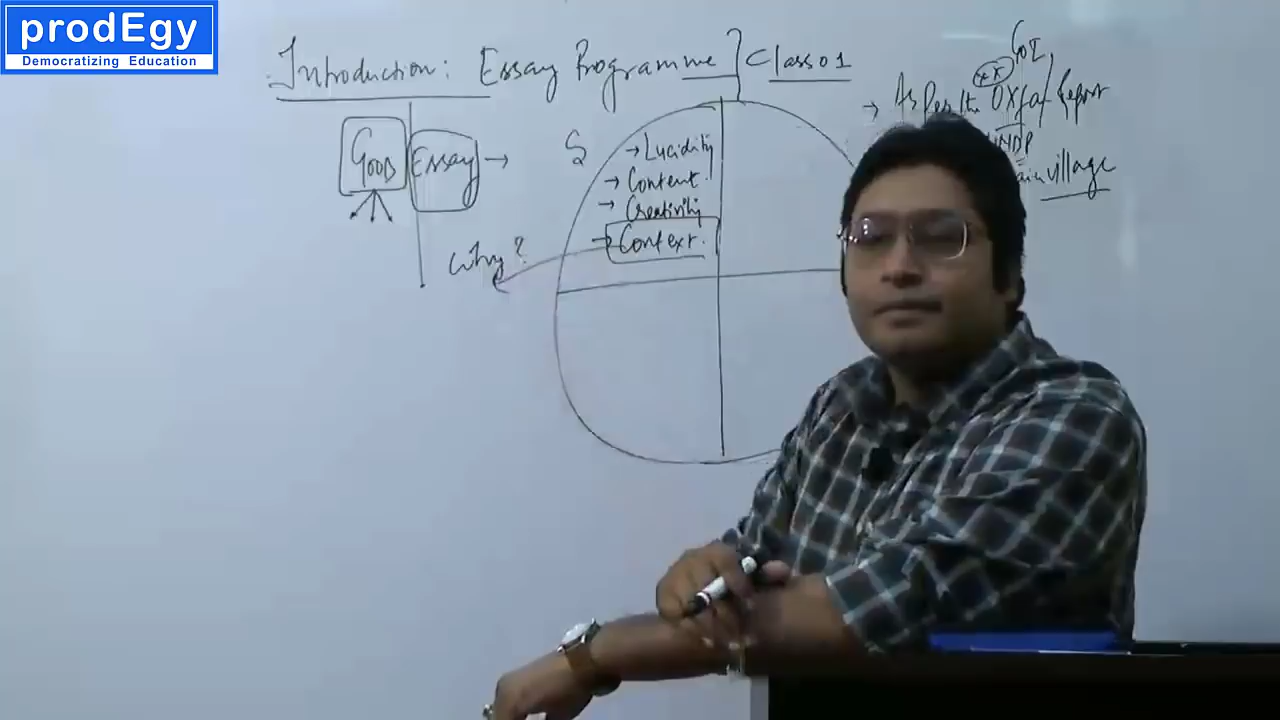 prodEgy
Democratizing Education
Introduction: Essay Programme Class 01
GOOD Essay →
S
→ Lucidity
→ Content
→ Creativity
→ Context.
Why?
GoI
→ As Per the Oxfam Report
UNDP
village